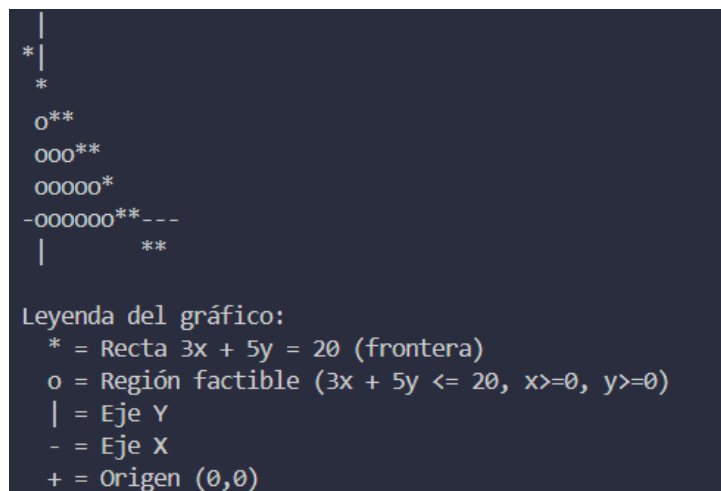 |
*|
 *
 o**
 ooo**
 ooooo*
-oooooo**---
 |      **

Leyenda del gráfico:
  * = Recta 3x + 5y = 20 (frontera)
  o = Región factible (3x + 5y <= 20, x>=0, y>=0)
  | = Eje Y
  - = Eje X
  + = Origen (0,0)